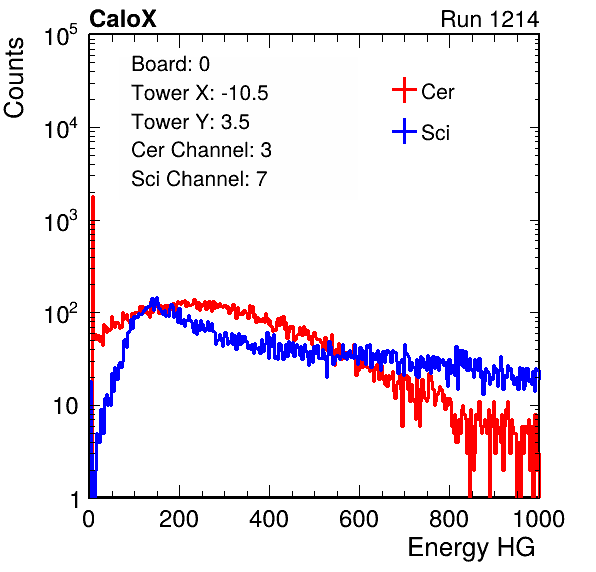 CaloX Run 1214
Counts
10^5
10^4
10^3
10^2
10
1
Board: 0
Tower X: -10.5
Tower Y: 3.5
Cer Channel: 3
Sci Channel: 7
Cer
Sci
0 200 400 600 800 1000
Energy HG